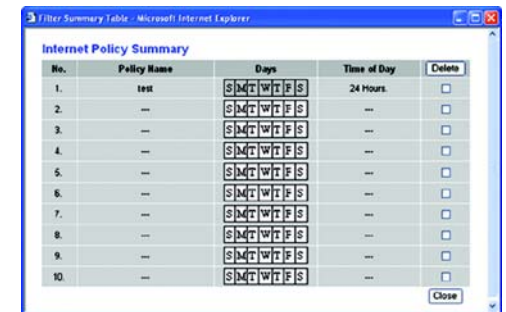 Filter Summary Table - Microsoft Internet Explorer
Internet Policy Summary
No. Policy Name Days Time of Day Delete
1. test S M T W T F S 24 Hours.
2. --- S M T W T F S ---
3. --- S M T W T F S ---
4. --- S M T W T F S ---
5. --- S M T W T F S ---
6. --- S M T W T F S ---
7. --- S M T W T F S ---
8. --- S M T W T F S ---
9. --- S M T W T F S ---
10. --- S M T W T F S ---
Close